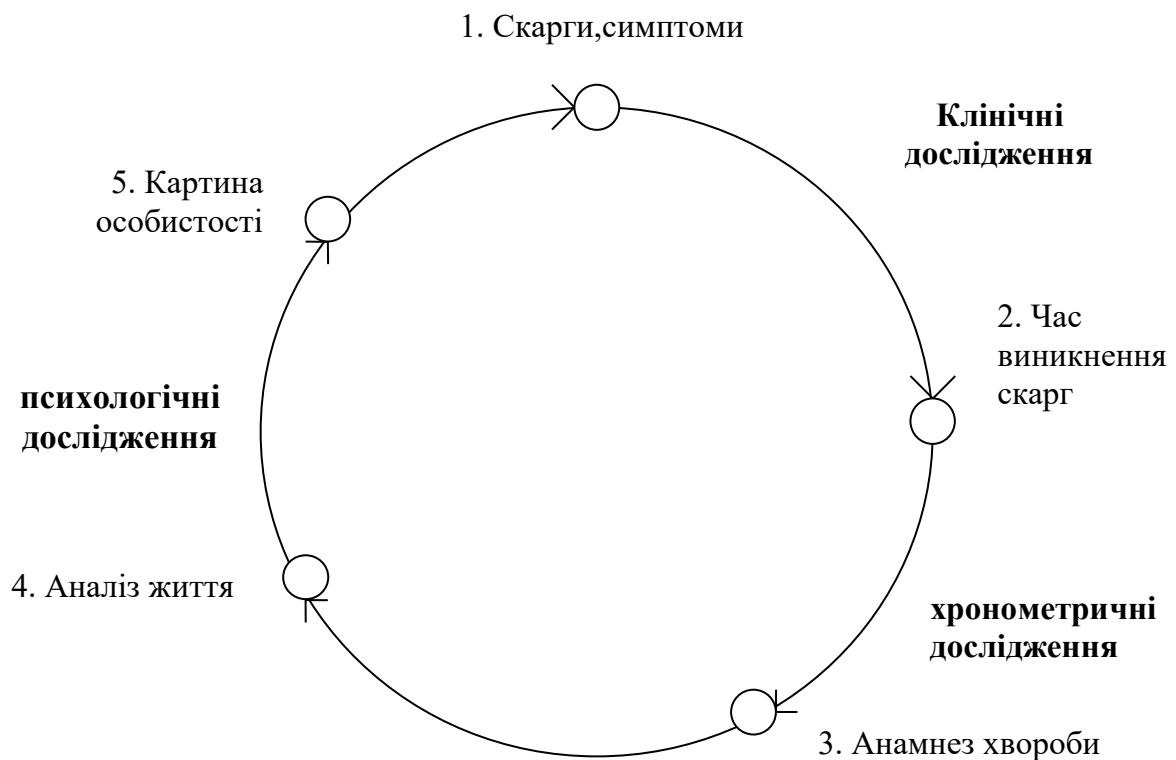 1. Скарги,симптоми
Клінічні
дослідження
5. Картина
особистості
2. Час
виникнення
скарг
психологічні
дослідження
4. Аналіз життя
хронометричні
дослідження
3. Анамнез хвороби